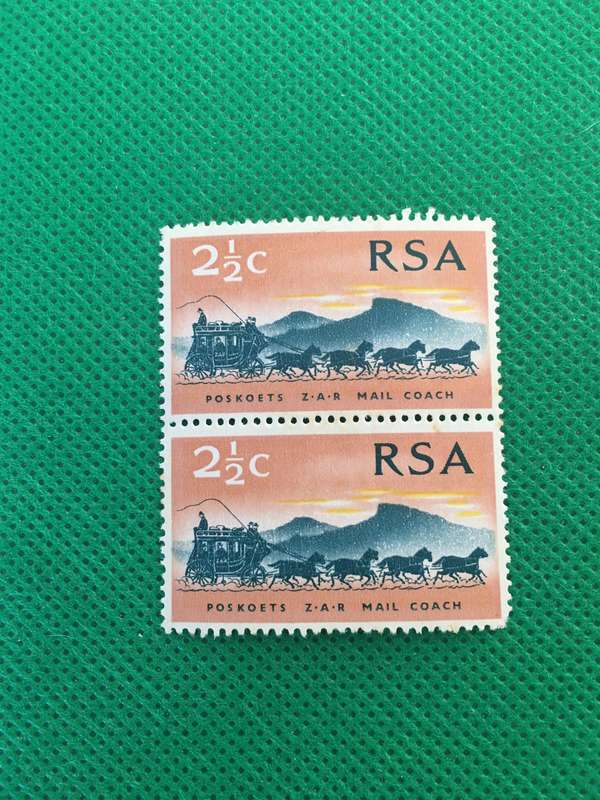 2½c RSA
POSKOETS Z·A·R MAIL COACH
2½c RSA
POSKOETS Z·A·R MAIL COACH